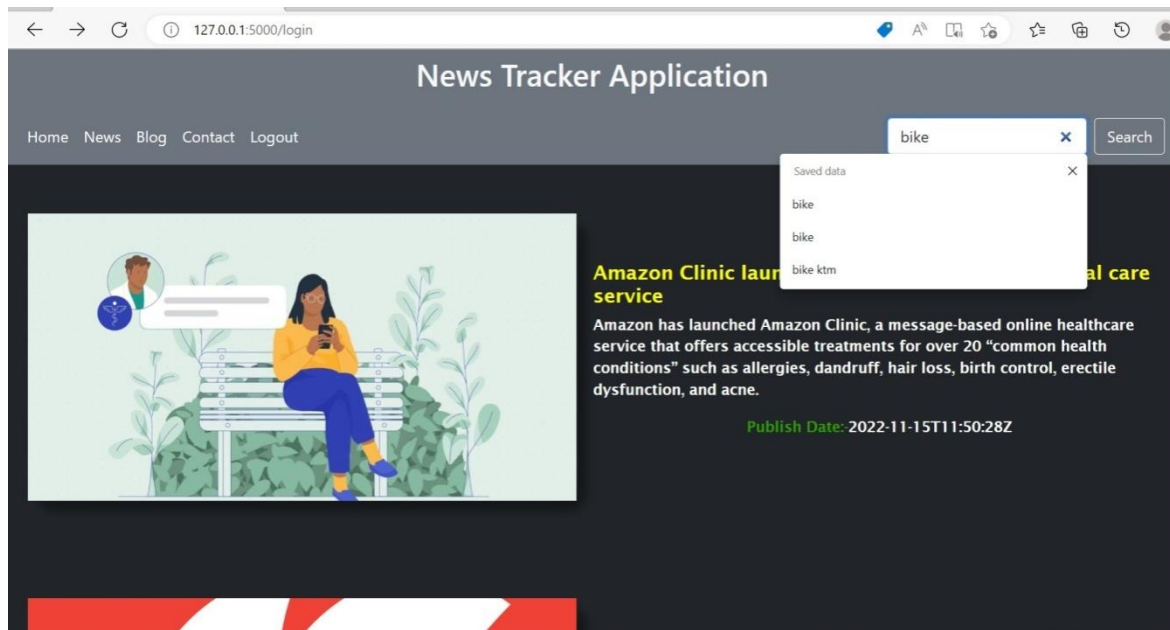 127.0.0.1:5000/login
News Tracker Application
Home News Blog Contact Logout
bike
Search
Saved data
bike
bike
bike ktm
Amazon Clinic al care
service
Amazon has launched Amazon Clinic, a message-based online healthcare
service that offers accessible treatments for over 20 “common health
conditions” such as allergies, dandruff, hair loss, birth control, erectile
dysfunction, and acne.
Publish Date:-2022-11-15T11:50:28Z